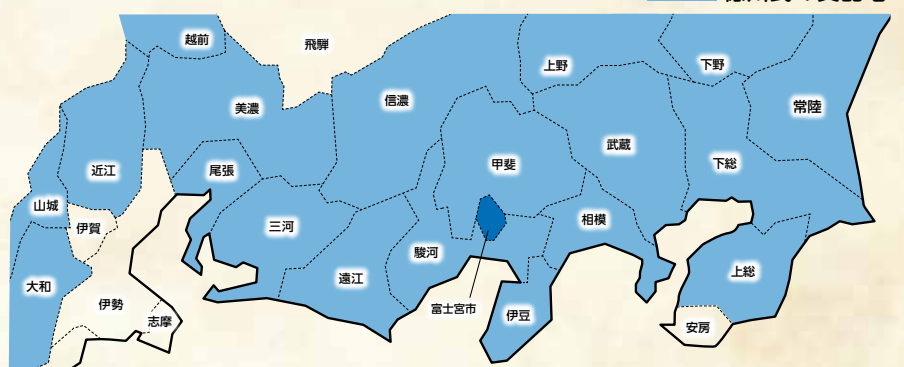 越前
飛騨
上野
下野
信濃
美濃
常陸
武蔵
甲斐
下総
近江
尾張
山城
伊賀
三河
相模
駿河
遠江
上総
大和
伊勢
富士宮市
伊豆
志摩
安房